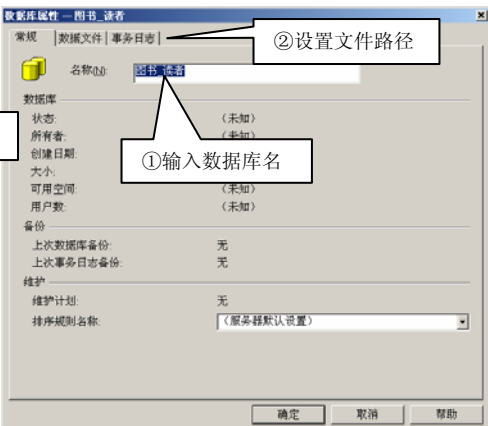 数据库属性 — 图书_读者
常规 数据文件 事务日志
②设置文件路径
名称(N): 图书_读者
数据库
状态: （未知）
所有者: （未知）
①输入数据库名
创建日期:
大小:
可用空间: （未知）
用户数: （未知）
备份
上次数据库备份: 无
上次事务日志备份: 无
维护
维护计划: 无
排序规则名称: （服务器默认设置）
确定 取消 帮助